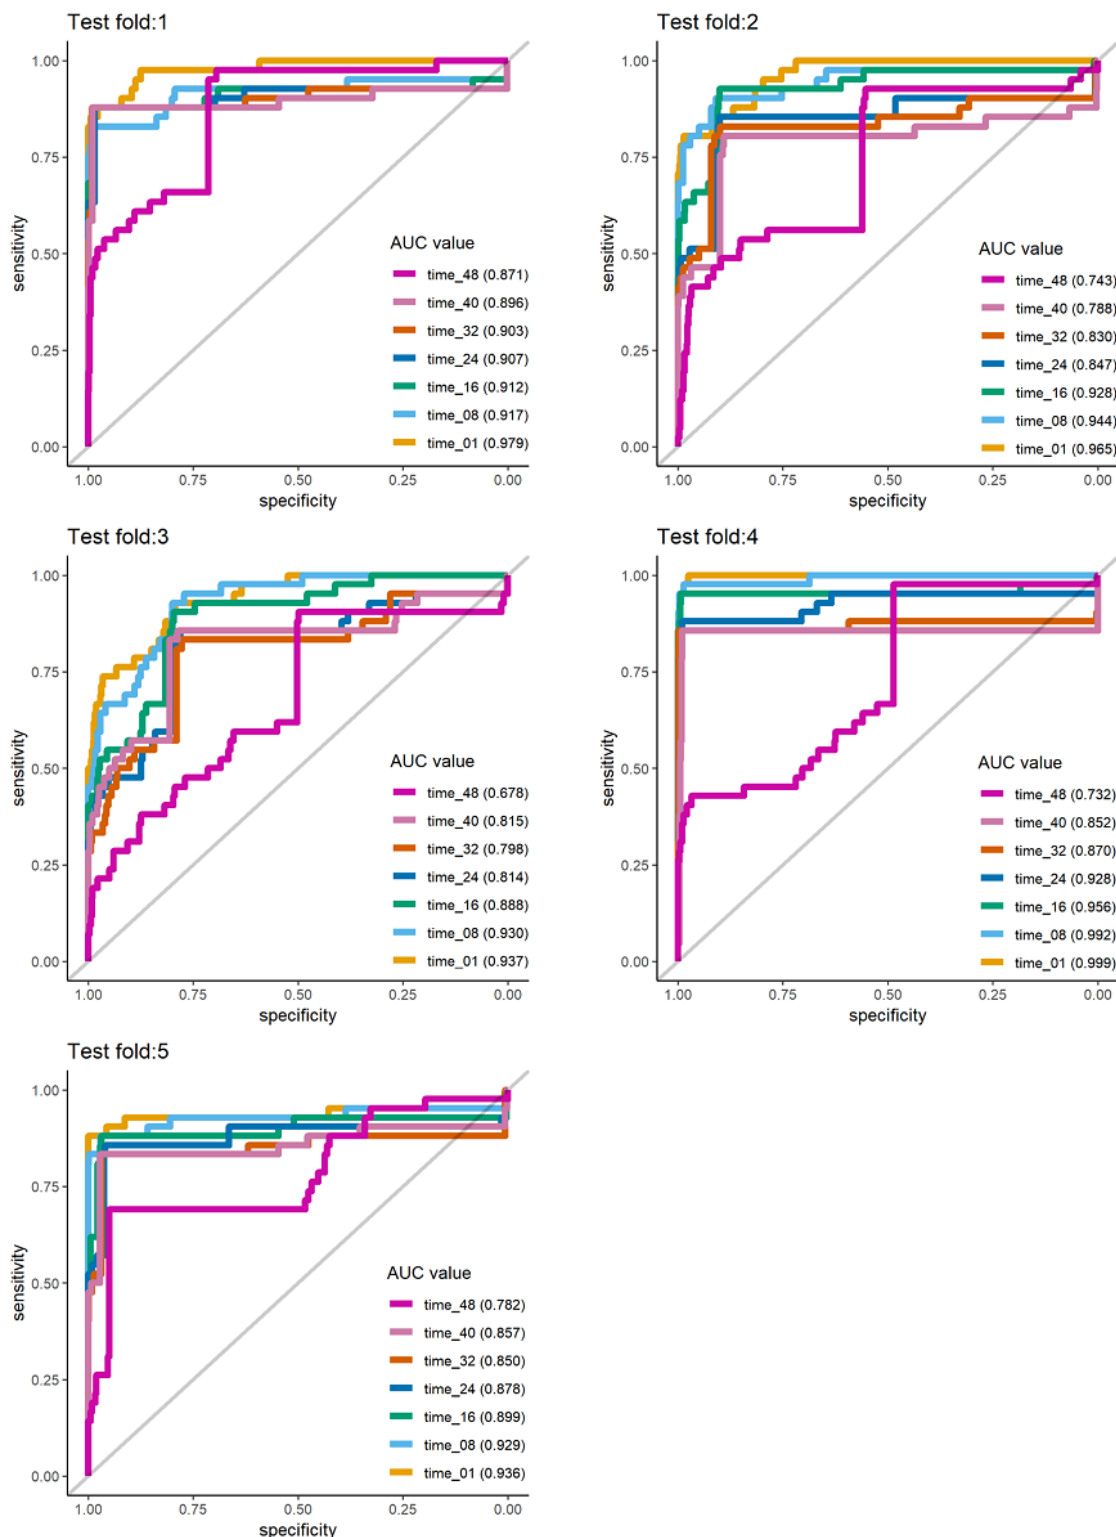 Test fold:1
1.00
0.75
0.50
0.25
0.00
sensitivity
AUC value
time_48 (0.871)
time_40 (0.896)
time_32 (0.903)
time_24 (0.907)
time_16 (0.912)
time_08 (0.917)
time_01 (0.979)
1.00 0.75 0.50 0.25 0.00
specificity
Test fold:2
1.00
0.75
0.50
0.25
0.00
sensitivity
AUC value
time_48 (0.743)
time_40 (0.788)
time_32 (0.830)
time_24 (0.847)
time_16 (0.928)
time_08 (0.944)
time_01 (0.965)
1.00 0.75 0.50 0.25 0.00
specificity
Test fold:3
1.00
0.75
0.50
0.25
0.00
sensitivity
AUC value
time_48 (0.678)
time_40 (0.815)
time_32 (0.798)
time_24 (0.814)
time_16 (0.888)
time_08 (0.930)
time_01 (0.937)
1.00 0.75 0.50 0.25 0.00
specificity
Test fold:4
1.00
0.75
0.50
0.25
0.00
sensitivity
AUC value
time_48 (0.732)
time_40 (0.852)
time_32 (0.870)
time_24 (0.928)
time_16 (0.956)
time_08 (0.992)
time_01 (0.999)
1.00 0.75 0.50 0.25 0.00
specificity
Test fold:5
1.00
0.75
0.50
0.25
0.00
sensitivity
AUC value
time_48 (0.782)
time_40 (0.857)
time_32 (0.850)
time_24 (0.878)
time_16 (0.899)
time_08 (0.929)
time_01 (0.936)
1.00 0.75 0.50 0.25 0.00
specificity